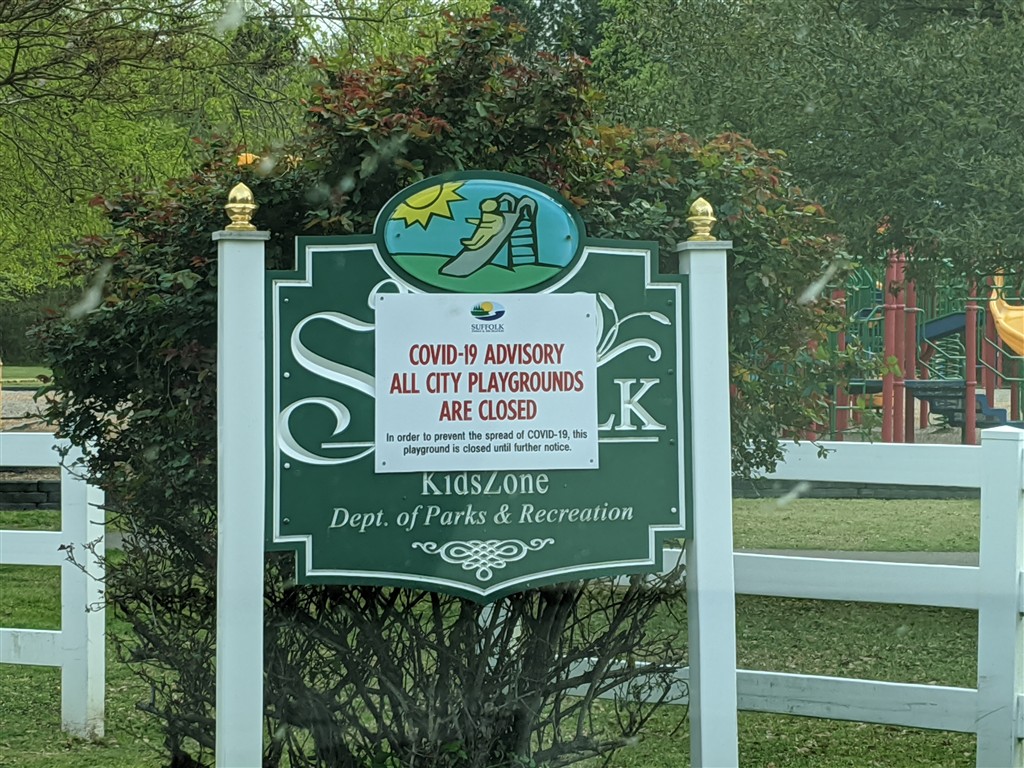 SUFFOLK
COVID-19 ADVISORY
ALL CITY PLAYGROUNDS
ARE CLOSED
In order to prevent the spread of COVID-19, this
playground is closed until further notice.
S LK
KidsZone
Dept. of Parks & Recreation